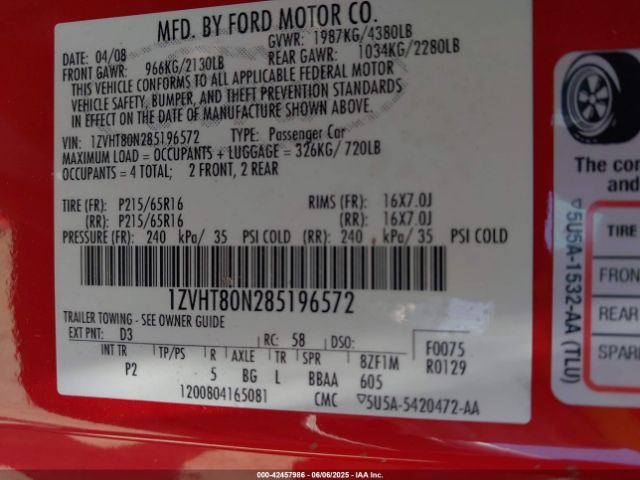 MFD. BY FORD MOTOR CO.
DATE: 04/08 GVWR: 1987KG/4380LB
FRONT GAWR: 966KG/2130LB REAR GAWR: 1034KG/2280LB
THIS VEHICLE CONFORMS TO ALL APPLICABLE FEDERAL MOTOR
VEHICLE SAFETY, BUMPER, AND THEFT PREVENTION STANDARDS
IN EFFECT ON THE DATE OF MANUFACTURE SHOWN ABOVE.
VIN: 1ZVHT80N285196572 TYPE: Passenger Car
MAXIMUM LOAD = OCCUPANTS + LUGGAGE = 326KG/720LB
OCCUPANTS = 4 TOTAL; 2 FRONT, 2 REAR
TIRE (FR): P215/65R16 RIMS (FR): 16X7.0J
(RR): P215/65R16 (RR): 16X7.0J
PRESSURE (FR): 240 kPa/ 35 PSI COLD (RR): 240 kPa/ 35 PSI COLD
1ZVHT80N285196572
TRAILER TOWING - SEE OWNER GUIDE
EXT PNT: D3 RC: 58 DSO: F0075
INT TR TP/PS R AXLE TR SPR 8ZF1M R0129
P2 5 BG L BBAA 605
1200804165081 CMC ▽5U5A-5420472-AA
The co
and
TIRE
FRON
REAR
SPAR
▽5U5A-1532-AA (TLU)
000-42457986 - 06/06/2025 - IAA Inc.